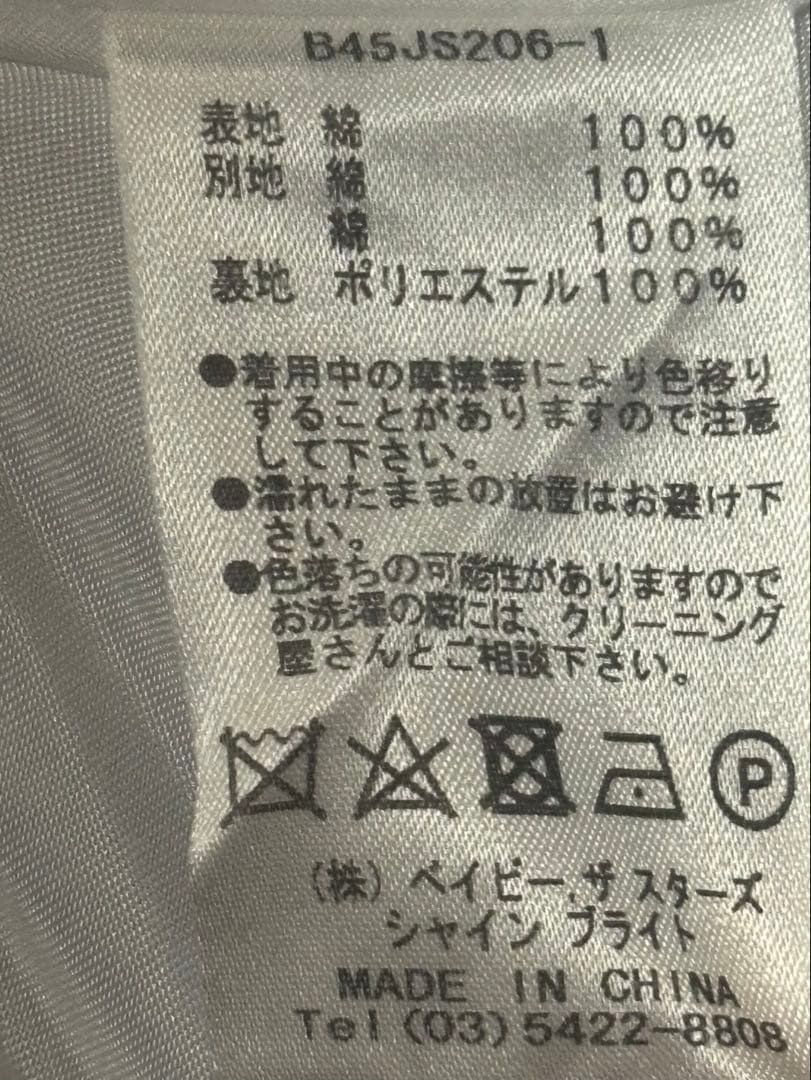 B45JS206-1
表地 綿 100%
別地 綿 100%
綿 100%
裏地 ポリエステル100%
●着用中の摩擦等により色移り
することがありますので注意
して下さい。
●濡れたままの放置はお避け下
さい。
●色落ちの可能性がありますので
お洗濯の際には、クリーニング
屋さんとご相談下さい。
P
(株) ベイビー,ザ スターズ
シャイン ブライト
MADE IN CHINA
Tel (03) 5422-8808